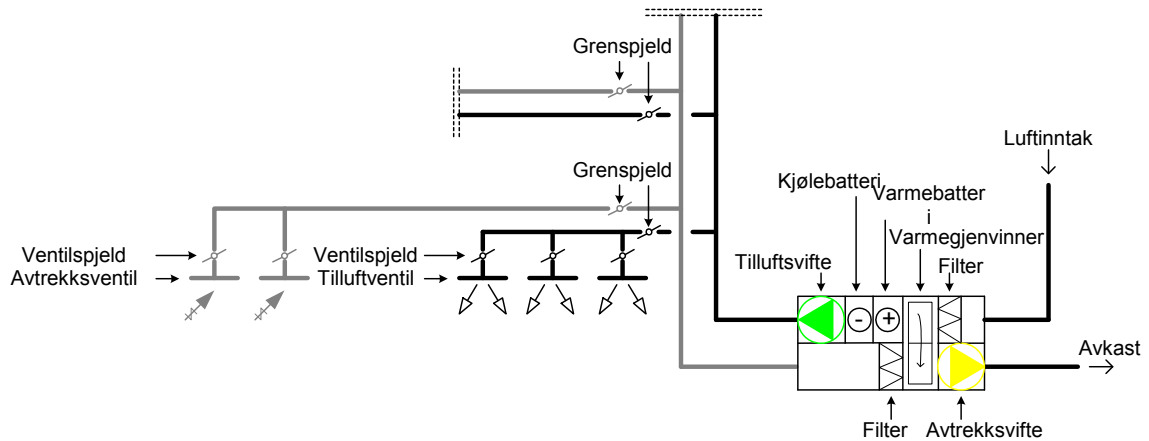 Grenspjeld
Luftinntak
Grenspjeld
Kjølebatteri
Varmebatter
i
Varmegjenvinner
Ventilspjeld
Avtrekksventil
Ventilspjeld
Tilluftventil
Tilluftsvifte
Filter
-
+
Avkast
Filter
Avtrekksvifte